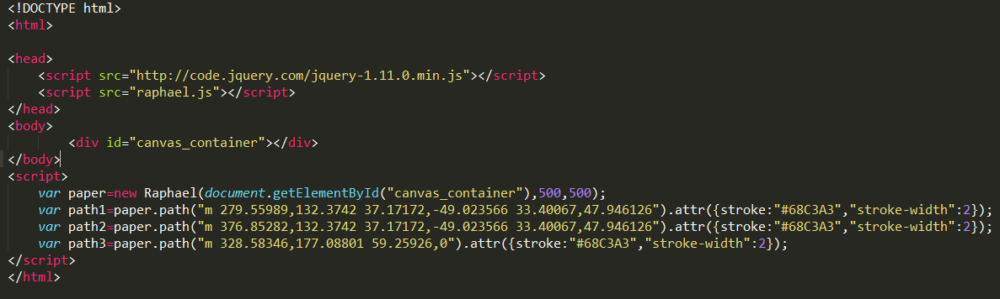 <!DOCTYPE html>
<html>
<head>
<script src="http://code.jquery.com/jquery-1.11.0.min.js"></script>
<script src="raphael.js"></script>
</head>
<body>
<div id="canvas_container"></div>
</body>
<script>
var paper=new Raphael(document.getElementById("canvas_container"),500,500);
var path1=paper.path("m 279.55989,132.3742 37.17172,-49.023566 33.40067,47.946126").attr({stroke:"#68C3A3","stroke-width":2});
var path2=paper.path("m 376.85282,132.3742 37.17172,-49.023566 33.40067,47.946126").attr({stroke:"#68C3A3","stroke-width":2});
var path3=paper.path("m 328.58346,177.08801 59.25926,0").attr({stroke:"#68C3A3","stroke-width":2});
</script>
</html>